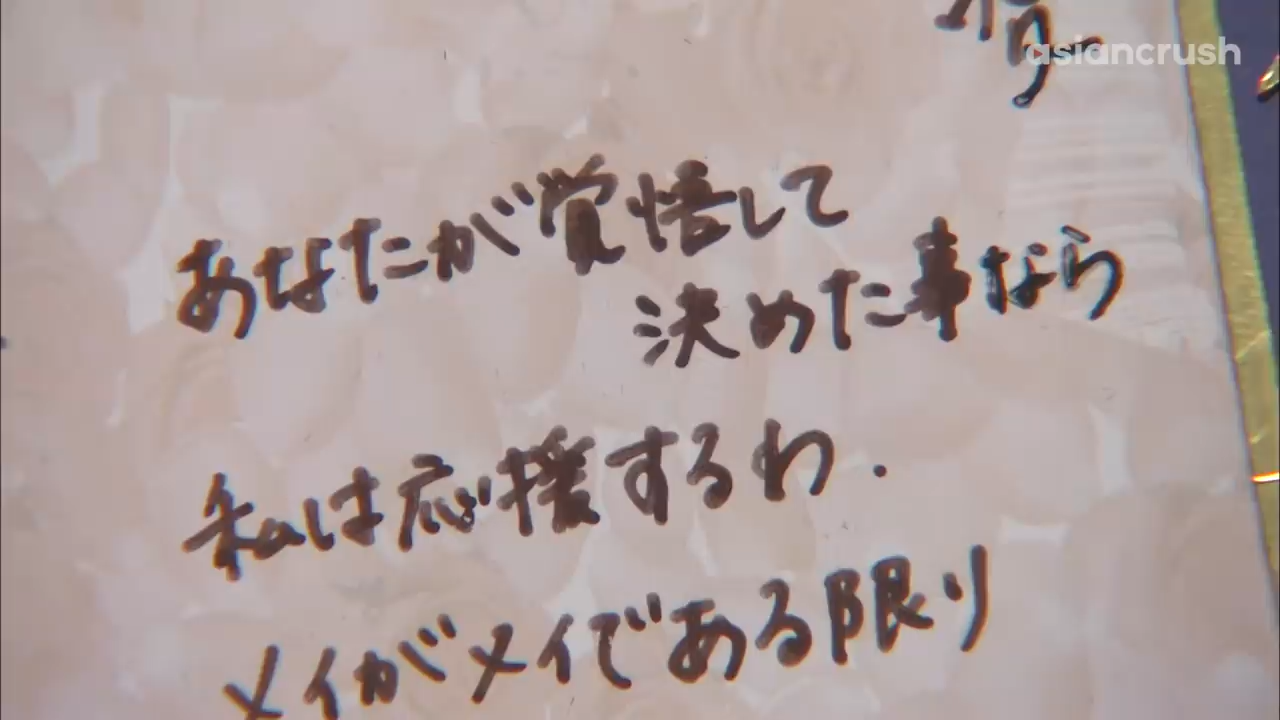 asiancrush
あなたが覚悟して
決めた事なら
私は応援するわ.
メイがメイである限り